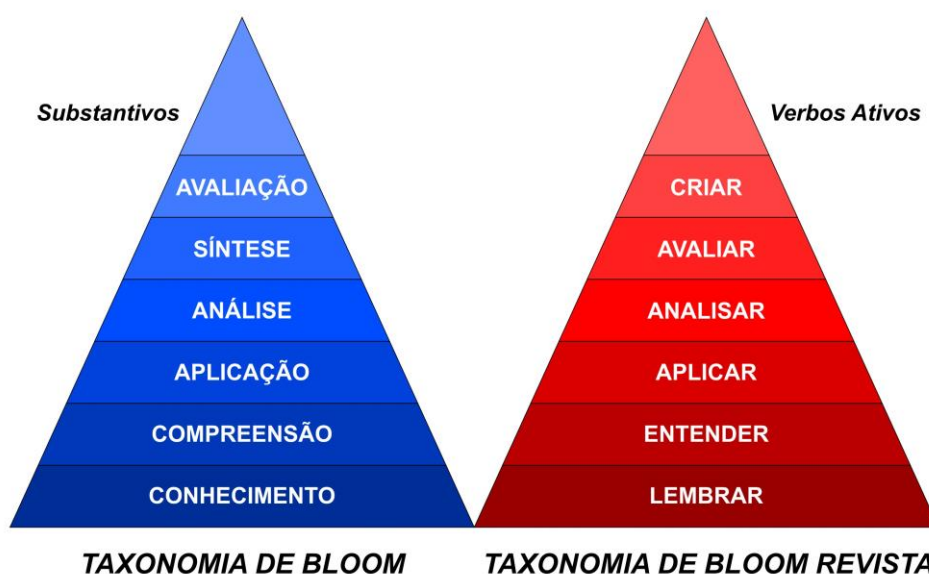 Substantivos
AVALIAÇÃO
SÍNTESE
ANÁLISE
APLICAÇÃO
COMPREENSÃO
CONHECIMENTO
TAXONOMIA DE BLOOM
Verbos Ativos
CRIAR
AVALIAR
ANALISAR
APLICAR
ENTENDER
LEMBRAR
TAXONOMIA DE BLOOM REVISTA